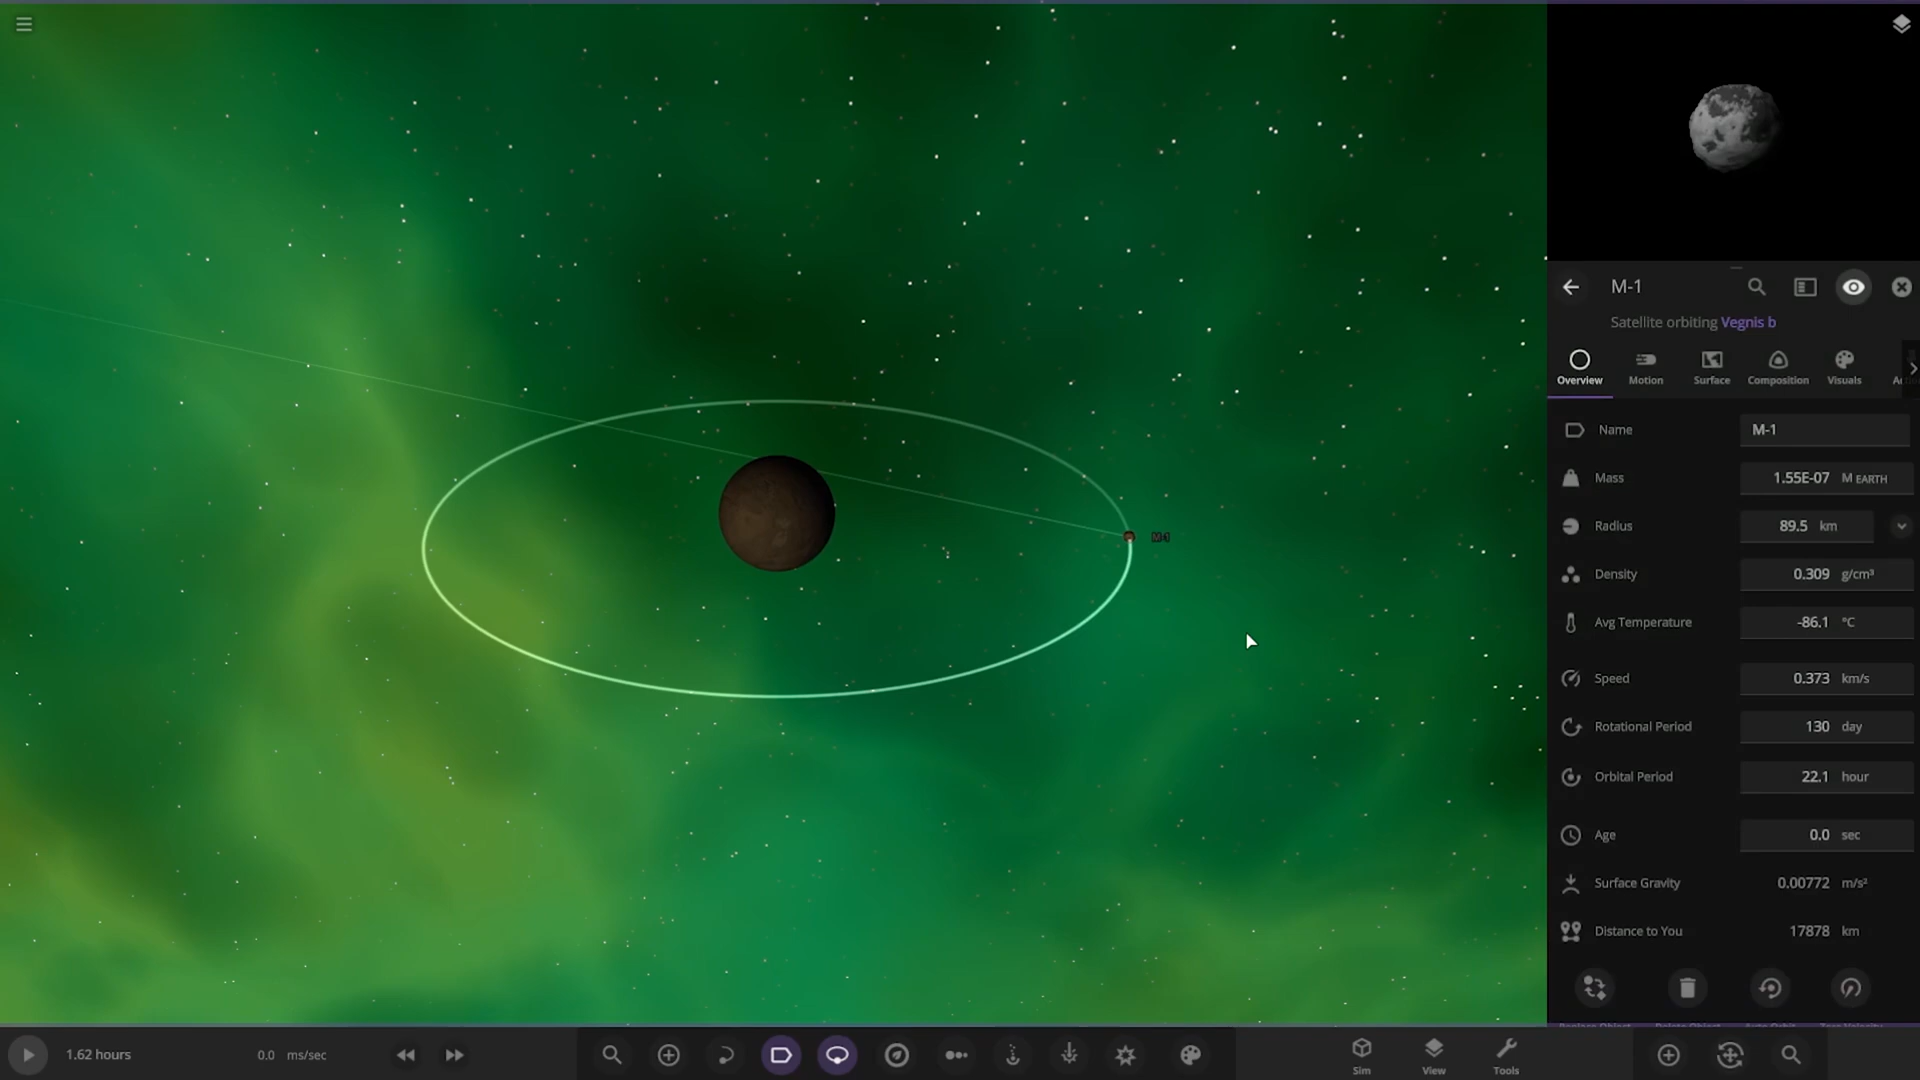 M-1
Satellite orbiting Vegnis b
Overview
Motion
Surface
Composition
Visuals
Name M-1
Mass 1.55E-07 M EARTH
Radius 89.5 km
Density 0.309 g/cm³
Avg Temperature -86.1 °C
M-1
Speed 0.373 km/s
Rotational Period 130 day
Orbital Period 22.1 hour
Age 0.0 sec
Surface Gravity 0.00772 m/s²
Distance to You 17878 km
1.62 hours
0.0 ms/sec
Sim
View
Tools